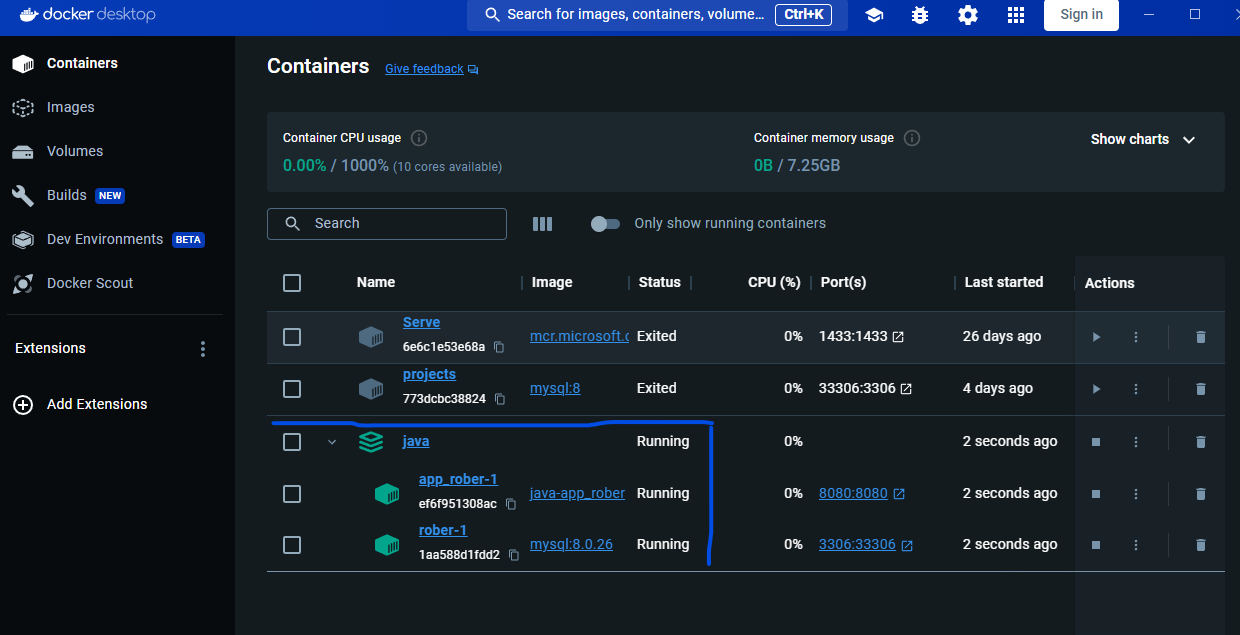 docker desktop
Search for images, containers, volume... Ctrl+K
Sign in
Containers
Images
Volumes
Builds NEW
Dev Environments BETA
Docker Scout
Extensions
Add Extensions
Containers Give feedback
Container CPU usage
0.00% / 1000% (10 cores available)
Container memory usage
0B / 7.25GB
Show charts
Search
Only show running containers
Name Image Status CPU (%) Port(s) Last started Actions
Serve
6e6c1e53e68a
mcr.microsoft.c Exited 0% 1433:1433 26 days ago
projects
773dcbc38824
mysql:8 Exited 0% 33306:3306 4 days ago
java Running 0% 2 seconds ago
app_rober-1
ef6f951308ac
java-app_rober Running 0% 8080:8080 2 seconds ago
rober-1
1aa588d1fdd2
mysql:8.0.26 Running 0% 3306:33306 2 seconds ago